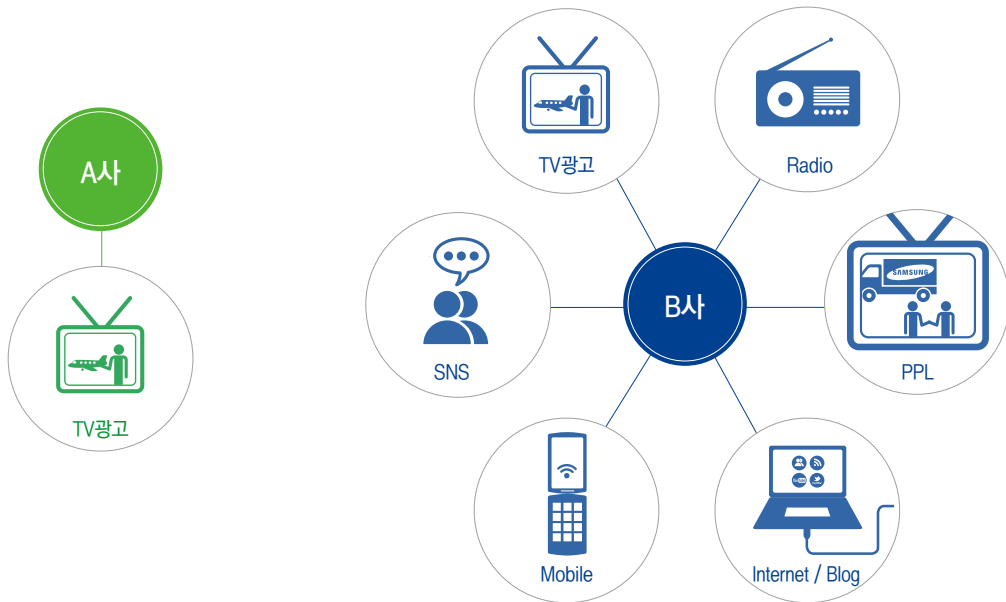 A사
TV광고
TV광고
Radio
SNS
B사
SAMSUNG
PPL
Mobile
Internet / Blog